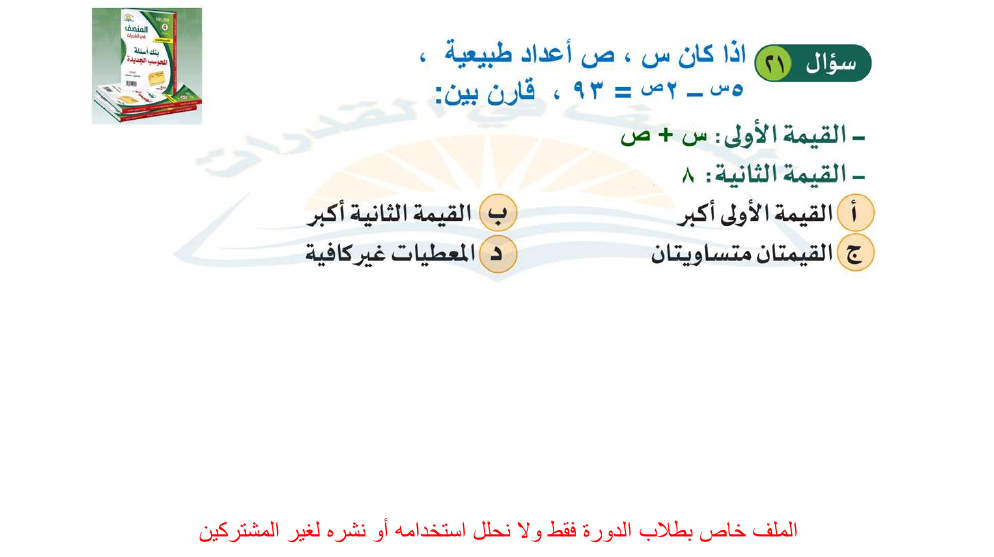 سؤال ٢١ اذا كان س ، ص أعداد طبيعية ،
٥س – ٢ص = ٩٣ ، قارن بين:
– القيمة الأولى: س + ص
– القيمة الثانية: ٨
أ القيمة الأولى أكبر ب القيمة الثانية أكبر
ج القيمتان متساويتان د المعطيات غير كافية
المنصف
بنك أسئلة
المحوسب الجديدة
الملف خاص بطلاب الدورة فقط ولا نحلل استخدامه أو نشره لغير المشتركين